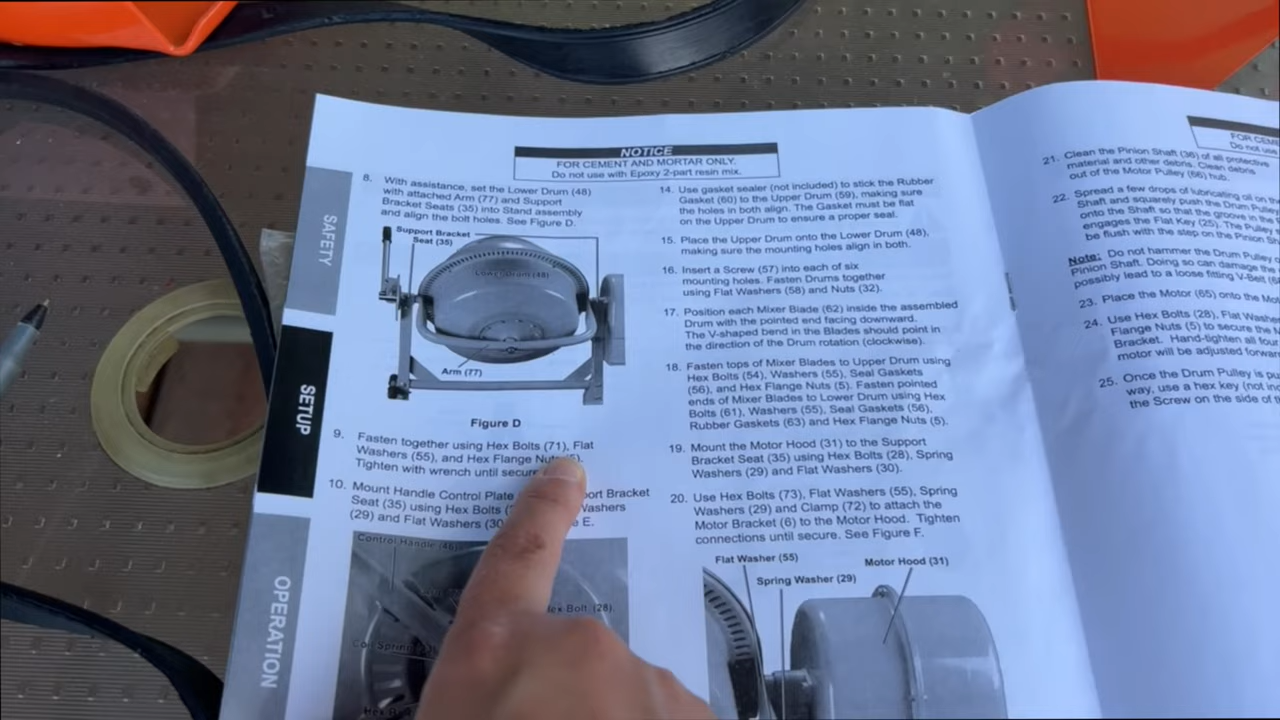 NOTICE
FOR CEMENT AND MORTAR ONLY.
Do not use with Epoxy 2-part resin mix.
SAFETY
SETUP
OPERATION
8. With assistance, set the Lower Drum (48)
with attached Arm (77) and Support
Bracket Seats (35) into Stand assembly
and align the bolt holes. See Figure D.
Support Bracket
Seat (35)
Lower Drum (48)
Arm (77)
Figure D
9. Fasten together using Hex Bolts (71), Flat
Washers (55), and Hex Flange Nuts (5).
Tighten with wrench until secure
10. Mount Handle Control Plate
Support Bracket
Seat (35) using Hex Bolts
Washers
(29) and Flat Washers (30
E.
Control Handle (46)
Hex Bolt (28)
Coil Spring
14. Use gasket sealer (not included) to stick the Rubber
Gasket (60) to the Upper Drum (59), making sure
the holes in both align. The Gasket must be flat
on the Upper Drum to ensure a proper seal.
15. Place the Upper Drum onto the Lower Drum (48),
making sure the mounting holes align in both.
16. Insert a Screw (57) into each of six
mounting holes. Fasten Drums together
using Flat Washers (58) and Nuts (32).
17. Position each Mixer Blade (62) inside the assembled
Drum with the pointed end facing downward.
The V-shaped bend in the Blades should point in
the direction of the Drum rotation (clockwise).
18. Fasten tops of Mixer Blades to Upper Drum using
Hex Bolts (54), Washers (55), Seal Gaskets
(56), and Hex Flange Nuts (5). Fasten pointed
ends of Mixer Blades to Lower Drum using Hex
Bolts (61), Washers (55), Seal Gaskets (56),
Rubber Gaskets (63) and Hex Flange Nuts (5).
19. Mount the Motor Hood (31) to the Support
Bracket Seat (35) using Hex Bolts (28), Spring
Washers (29) and Flat Washers (30).
20. Use Hex Bolts (73), Flat Washers (55), Spring
Washers (29) and Clamp (72) to attach the
Motor Bracket (6) to the Motor Hood. Tighten
connections until secure. See Figure F.
Flat Washer (55)
Spring Washer (29)
Motor Hood (31)
FOR CEM
Do not use
21. Clean the Pinion Shaft (36) of all protective
material and other debris. Clean debris
out of the Motor Pulley (66) hub.
22. Spread a few drops of lubricating oil on the
Shaft and squarely push the Drum Pulley
onto the Shaft so that the groove in the
engages the Flat Key (25). The Pulley
be flush with the step on the Pinion Sh
Note: Do not hammer the Drum Pulley
Pinion Shaft. Doing so can damage the
possibly lead to a loose fitting V-Belt (6
23. Place the Motor (65) onto the Mo
24. Use Hex Bolts (28), Flat Washe
Flange Nuts (5) to secure the
Bracket. Hand-tighten all four
motor will be adjusted forward
25. Once the Drum Pulley is pu
way, use a hex key (not inc
the Screw on the side of t